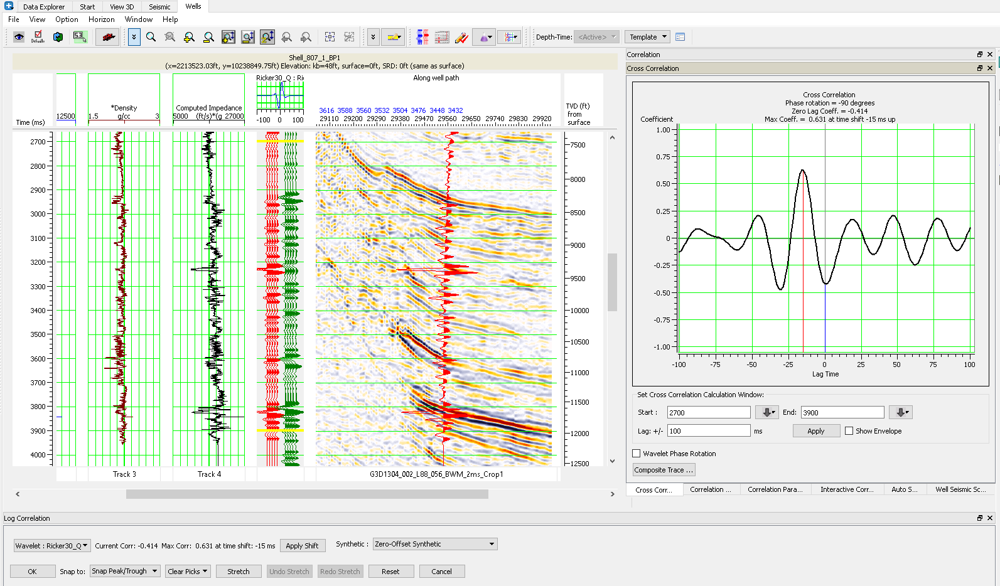 Data Explorer Start View 3D Seismic Wells
File View Option Horizon Window Help
Defaults 5.3 Depth-Time: <Active> Template
Shell_807_1_BP1
(x=2213523.03ft, y=10238849.75ft) Elevation: kb=48ft, surface=0ft, SRD: 0ft (same as surface)
Ricker30_Q : Ri Along well path
*Density Computed Impedance
g/cc (ft/s)*(g
12500 1.5 3 5000 27000
-100 0 100
3616 3588 3560 3532 3504 3476 3448 3432
29110 29200 29290 29380 29470 29560 29650 29740 29830 29920
Time (ms)
TVD (ft)
from
surface
2700
2800
2900
3000
3100
3200
3300
3400
3500
3600
3700
3800
3900
4000
7500
8000
8500
9000
9500
10000
10500
11000
11500
12000
12500
Track 3 Track 4 G3D1304_002_L88_056_BWM_2ms_Crop1
Correlation
Cross Correlation
Cross Correlation
Phase rotation = -90 degrees
Zero Lag Coeff. = -0.414
Max Coeff. = 0.631 at time shift -15 ms up
Coefficient
1.00
0.75
0.50
0.25
0
-0.25
-0.50
-0.75
-1.00
-100 -75 -50 -25 0 25 50 75 100
Lag Time
Set Cross Correlation Calculation Window:
Start : 2700 End: 3900
Lag: +/- 100 ms Apply Show Envelope
Wavelet Phase Rotation
Composite Trace ...
Cross Corr... Correlation ... Correlation Para... Interactive Corr... Auto S... Well Seismic Sc...
Log Correlation
Wavelet : Ricker30_Q Current Corr: -0.414 Max Corr: 0.631 at time shift: -15 ms Apply Shift Synthetic : Zero-Offset Synthetic
OK Snap to: Snap Peak/Trough Clear Picks Stretch Undo Stretch Redo Stretch Reset Cancel